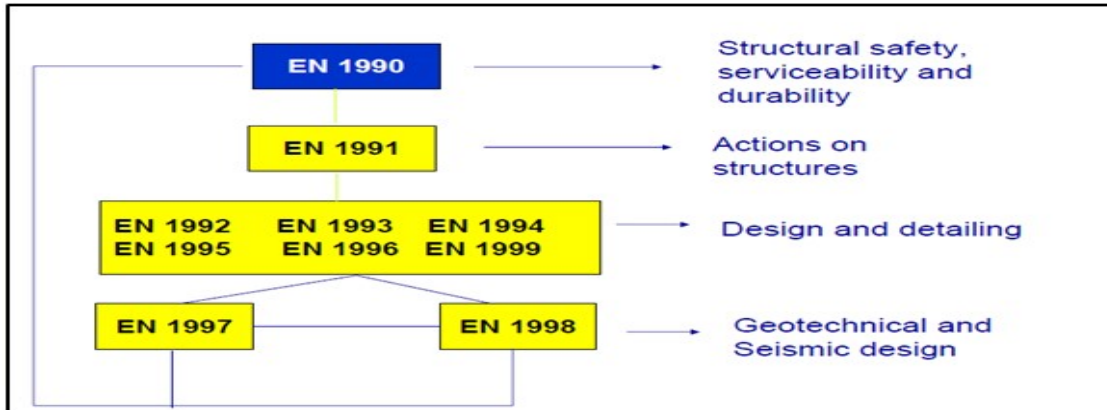 EN 1990
Structural safety,
serviceability and
durability
EN 1991
Actions on
structures
EN 1992 EN 1993 EN 1994
EN 1995 EN 1996 EN 1999
Design and detailing
EN 1997
EN 1998
Geotechnical and
Seismic design